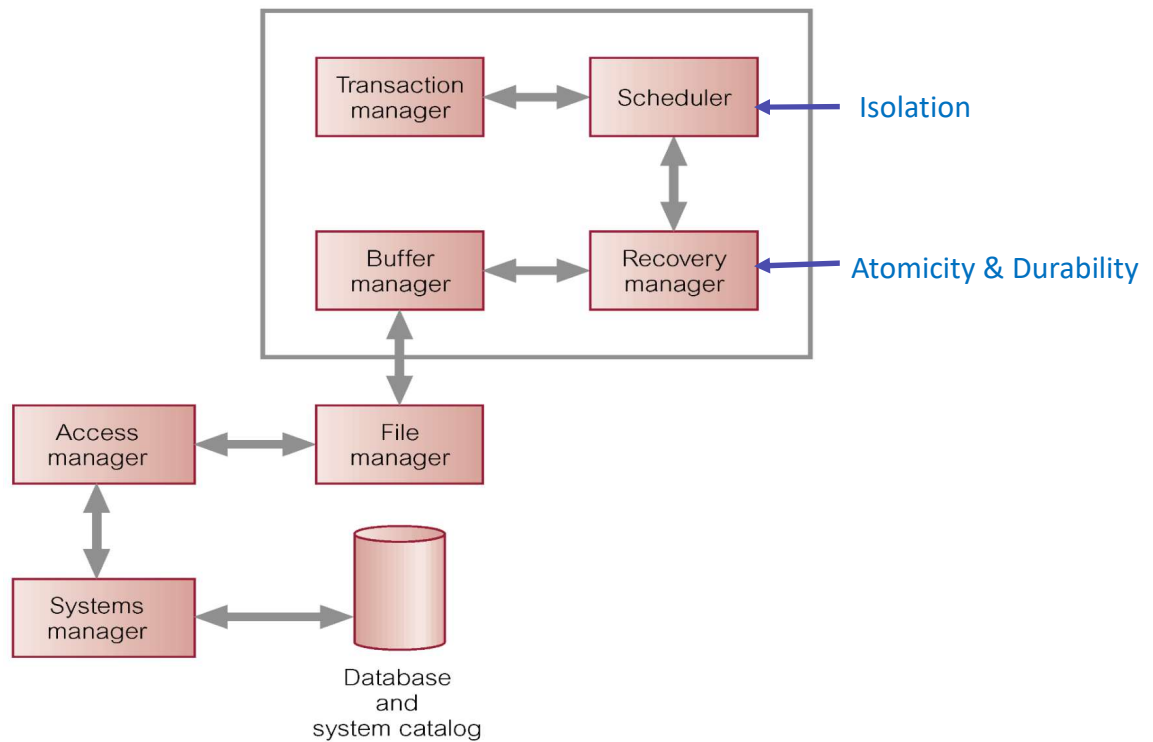 Transaction
manager
Scheduler
Isolation
Buffer
manager
Recovery
manager
Atomicity & Durability
Access
manager
File
manager
Systems
manager
Database
and
system catalog